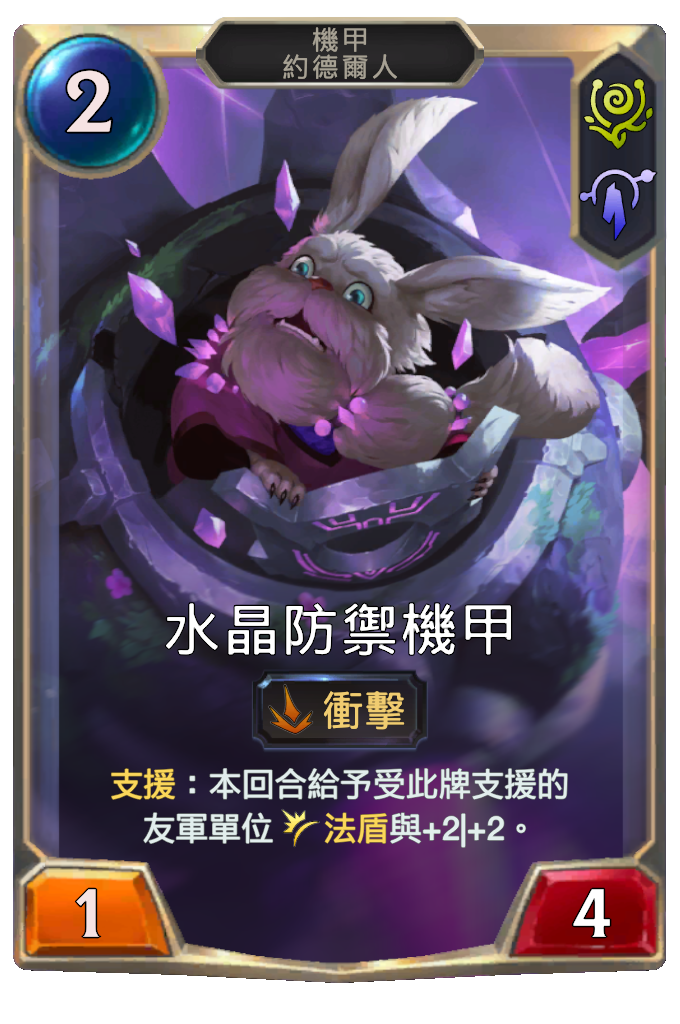 2
機甲
約德爾人
水晶防禦機甲
衝擊
支援：本回合給予受此牌支援的
友軍單位 法盾與+2|+2。
1
4